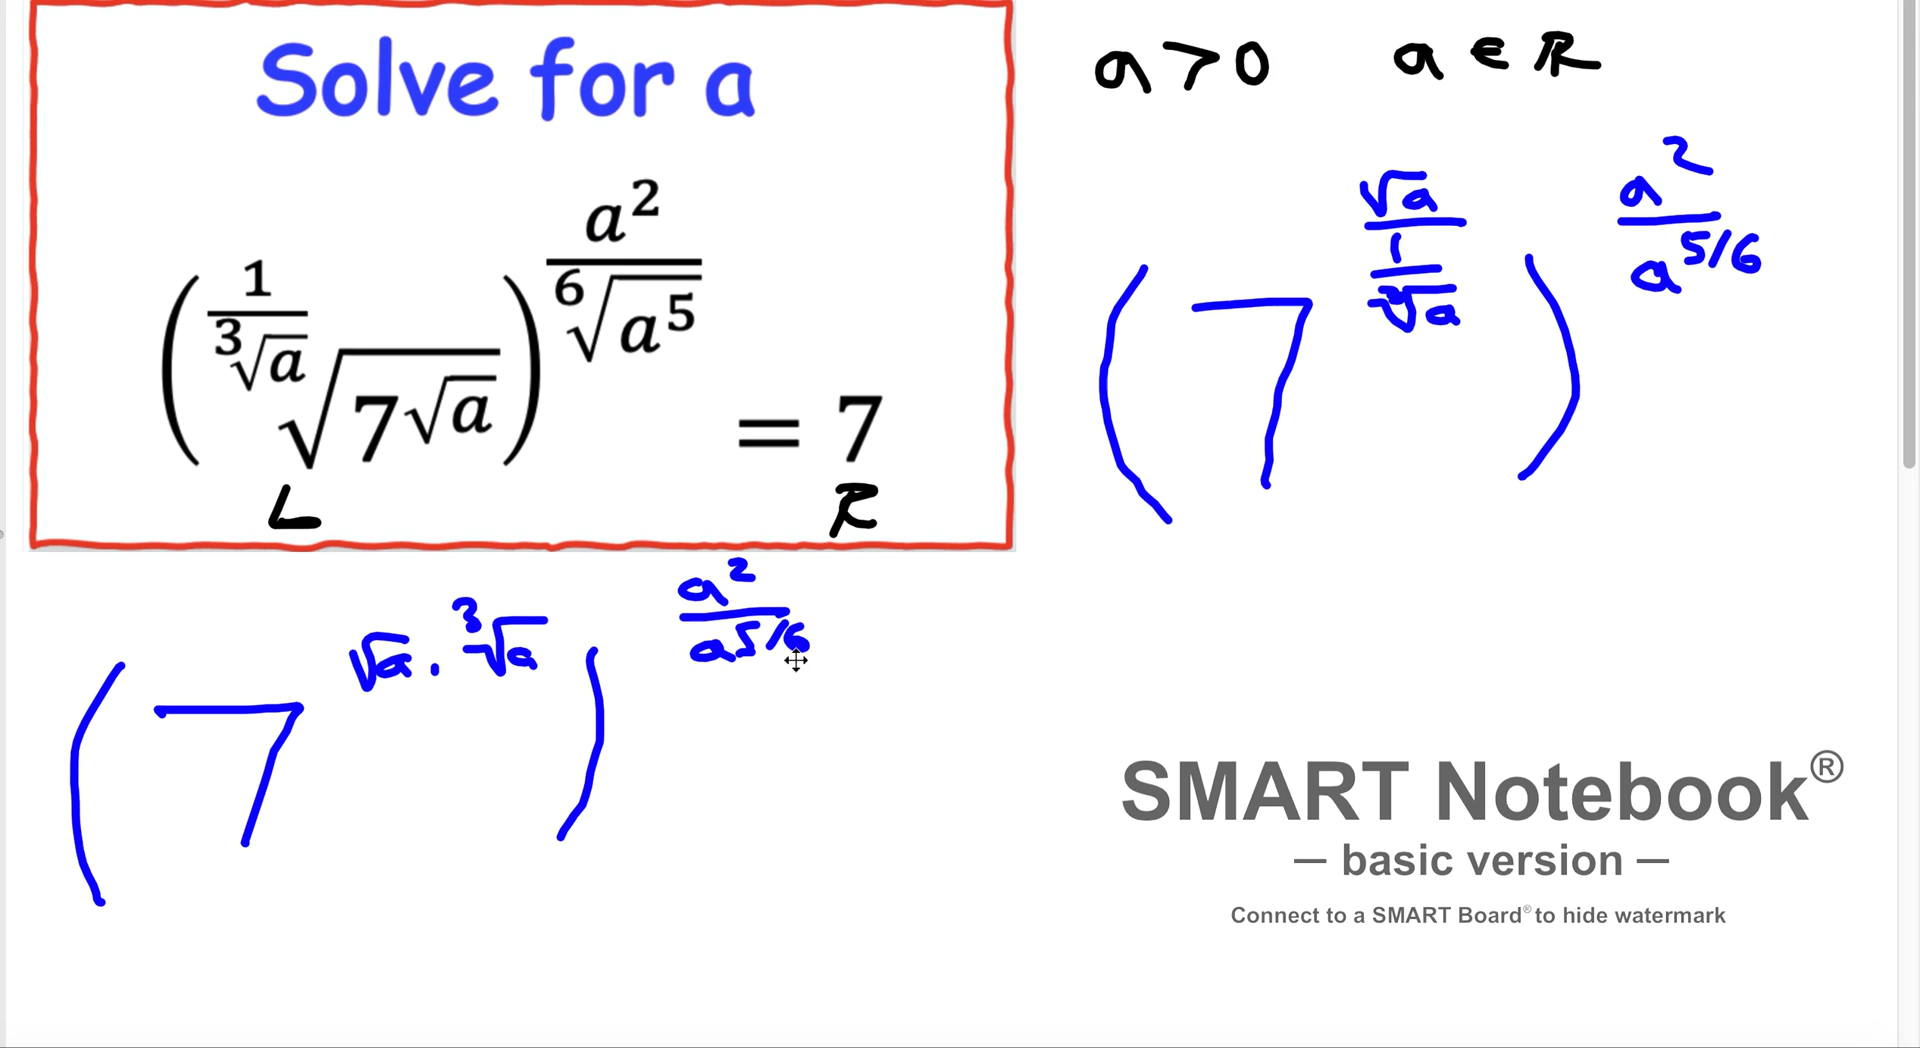 Solve for a
a > 0 a ∈ R
(^{1/∛a}√(7^{√a}))^{a²/⁶√(a⁵)} = 7
L R
(7^{√a/(1/∛a)})^{a²/a^{5/6}}
(7^{√a · ∛a})^{a²/a^{5/6}}
SMART Notebook®
— basic version —
Connect to a SMART Board® to hide watermark